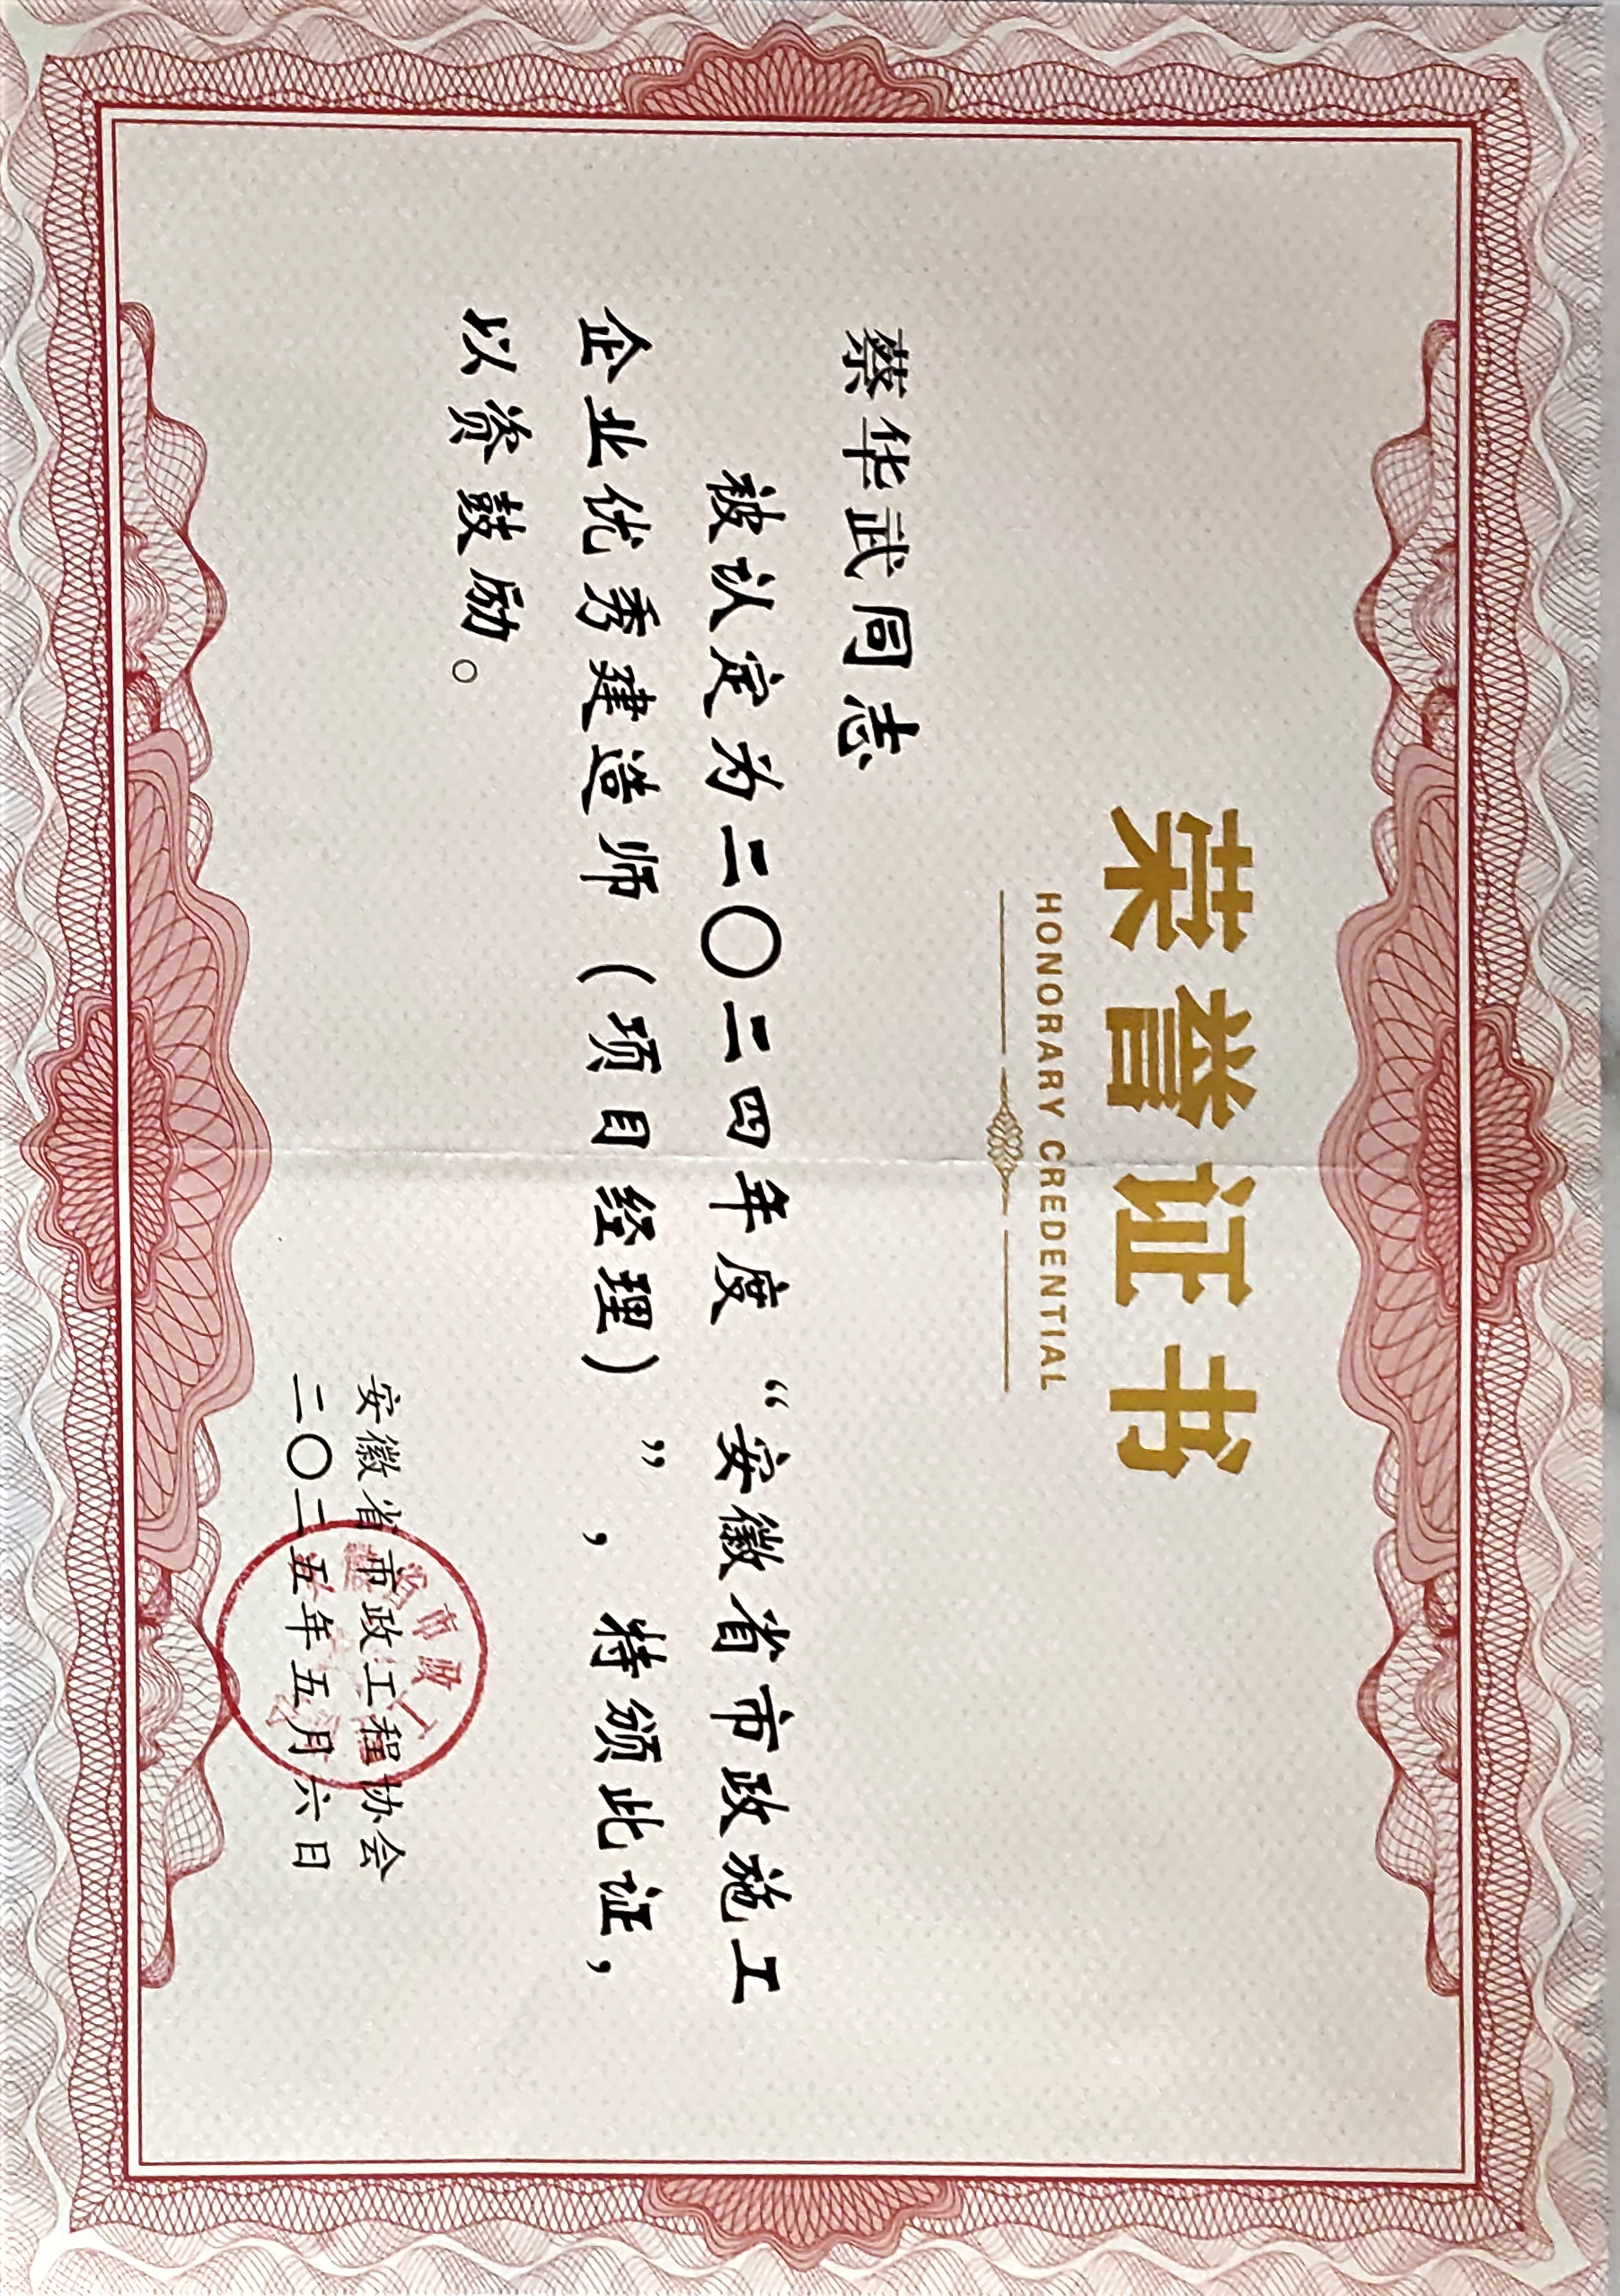 荣誉证书
HONORARY CREDENTIAL
蔡华武同志
被认定为二〇二四年度“安徽省市政施工
企业优秀建造师(项目经理)”,特颁此证,
以资鼓励。
安徽省市政工程协会
二〇二五年五月六日
市政工